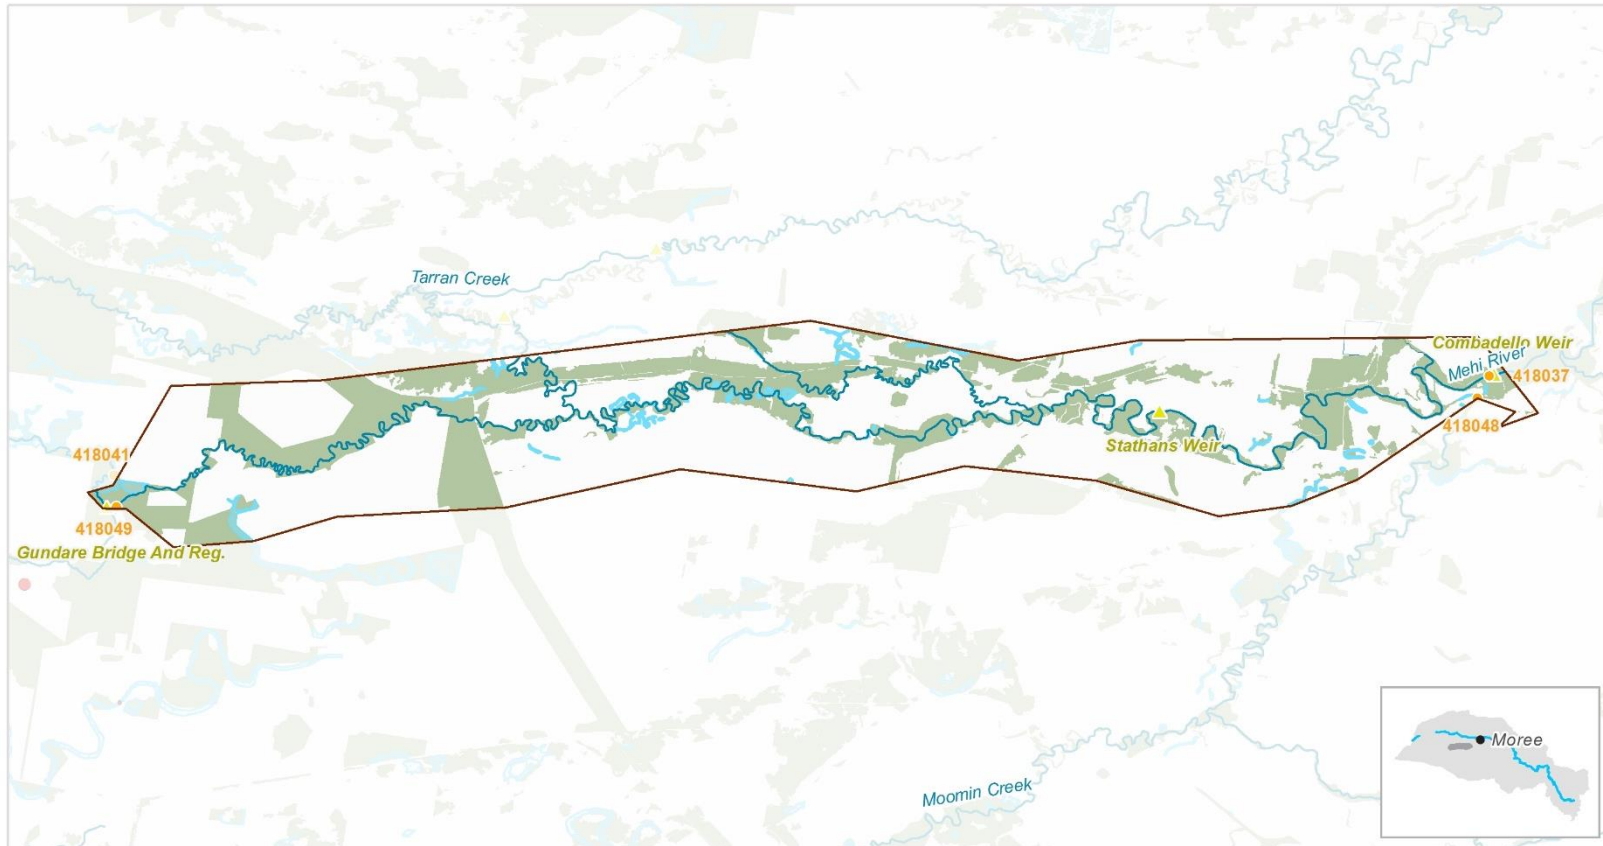 Tarran Creek
Combadello Weir
Mehi River
418037
418048
Stathans Weir
418041
418049
Gundare Bridge And Reg.
Moomin Creek
Moree